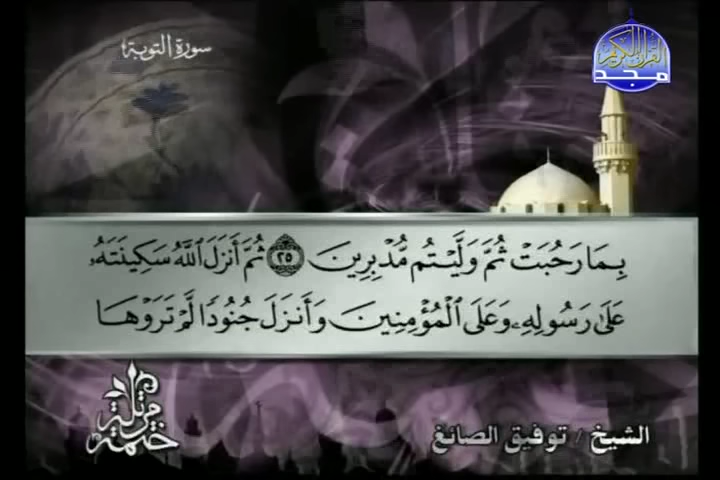 سورة التوبة
القرآن الكريم
مجد
بِمَا رَحُبَتْ ثُمَّ وَلَّيْتُم مُّدْبِرِينَ ٢٥ ثُمَّ أَنزَلَ ٱللَّهُ سَكِينَتَهُۥ
عَلَىٰ رَسُولِهِۦ وَعَلَى ٱلْمُؤْمِنِينَ وَأَنزَلَ جُنُودًا لَّمْ تَرَوْهَا
ختمة مرتلة
الشيخ / توفيق الصائغ